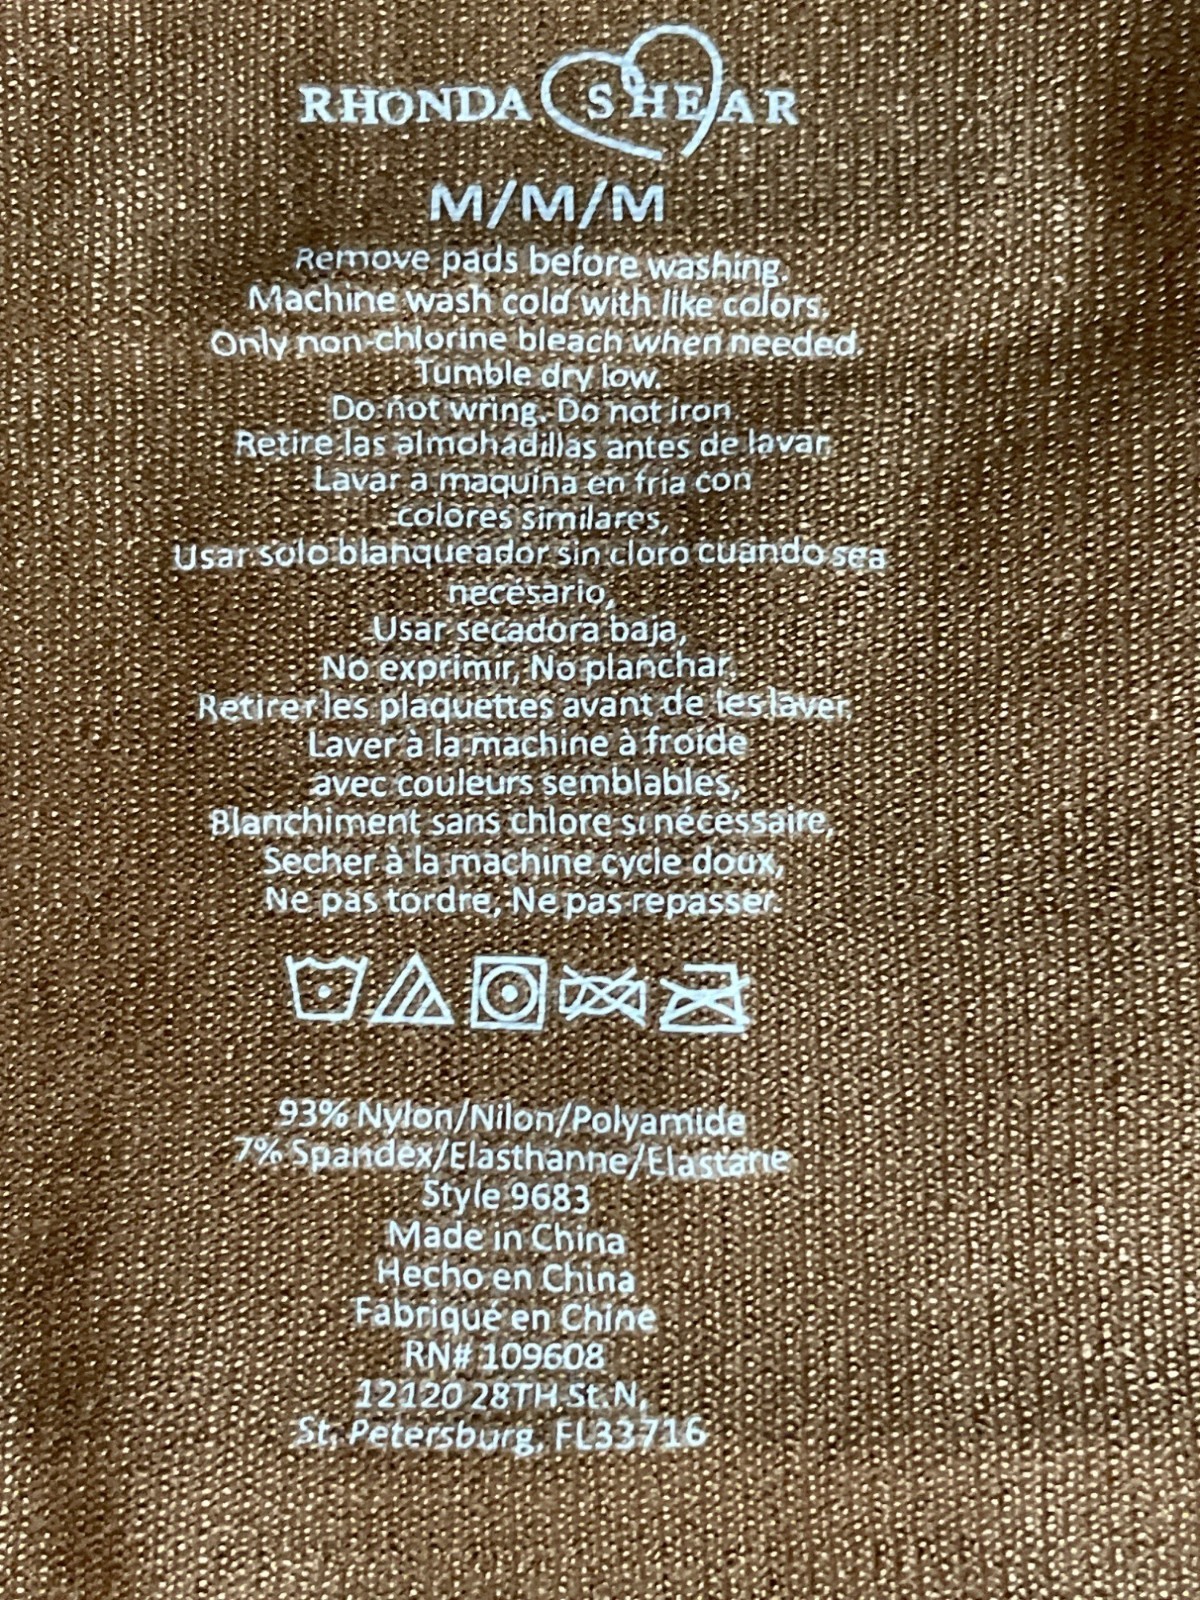 RHONDA SHEAR
M/M/M
Remove pads before washing.
Machine wash cold with like colors.
Only non-chlorine bleach when needed.
Tumble dry low.
Do not wring. Do not iron.
Retire las almohadillas antes de lavar.
Lavar a maquina en fria con
colores similares,
Usar solo blanqueador sin cloro cuando sea
necesario,
Usar secadora baja,
No exprimir, No planchar.
Retirer les plaquettes avant de les laver.
Laver à la machine à froide
avec couleurs semblables,
Blanchiment sans chlore si nécessaire,
Secher à la machine cycle doux,
Ne pas tordre, Ne pas repasser.
93% Nylon/Nilon/Polyamide
7% Spandex/Elasthanne/Elastane
Style 9683
Made in China
Hecho en China
Fabriqué en Chine
RN# 109608
12120 28TH St. N,
St. Petersburg, FL33716